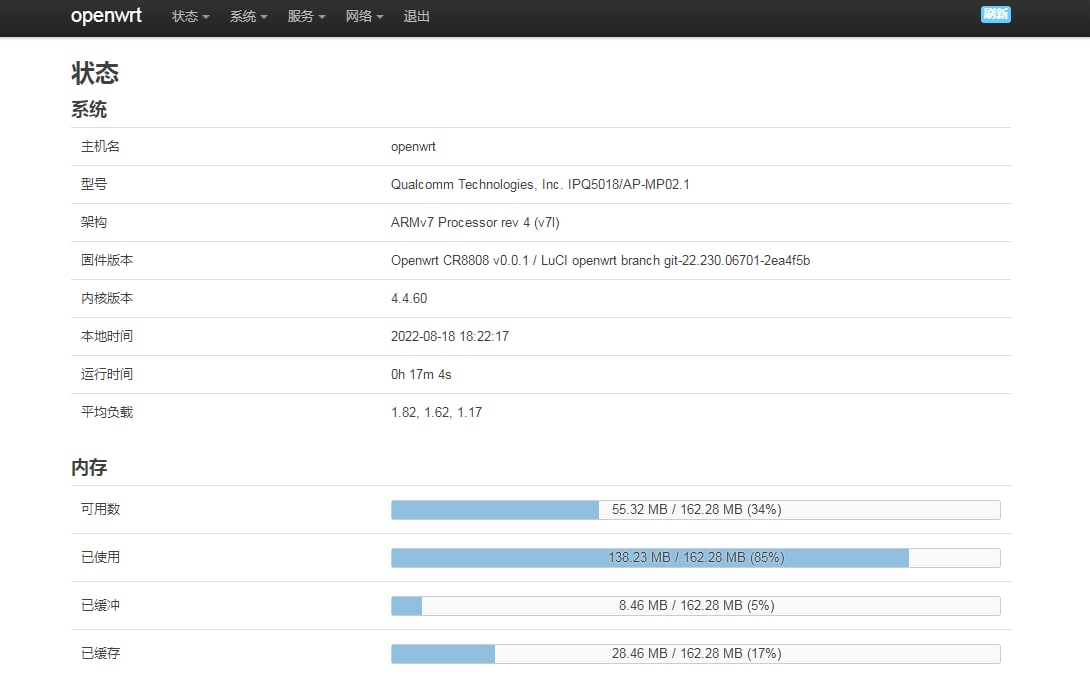 openwrt 状态 系统 服务 网络 退出 刷新
状态
系统
主机名 openwrt
型号 Qualcomm Technologies, Inc. IPQ5018/AP-MP02.1
架构 ARMv7 Processor rev 4 (v7l)
固件版本 Openwrt CR8808 v0.0.1 / LuCI openwrt branch git-22.230.06701-2ea4f5b
内核版本 4.4.60
本地时间 2022-08-18 18:22:17
运行时间 0h 17m 4s
平均负载 1.82, 1.62, 1.17
内存
可用数 55.32 MB / 162.28 MB (34%)
已使用 138.23 MB / 162.28 MB (85%)
已缓冲 8.46 MB / 162.28 MB (5%)
已缓存 28.46 MB / 162.28 MB (17%)